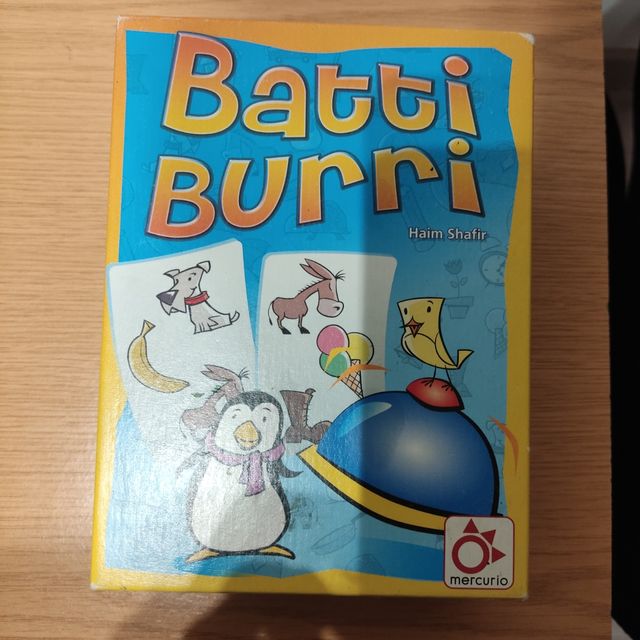 Batti
Burri
Haim Shafir
mercurio